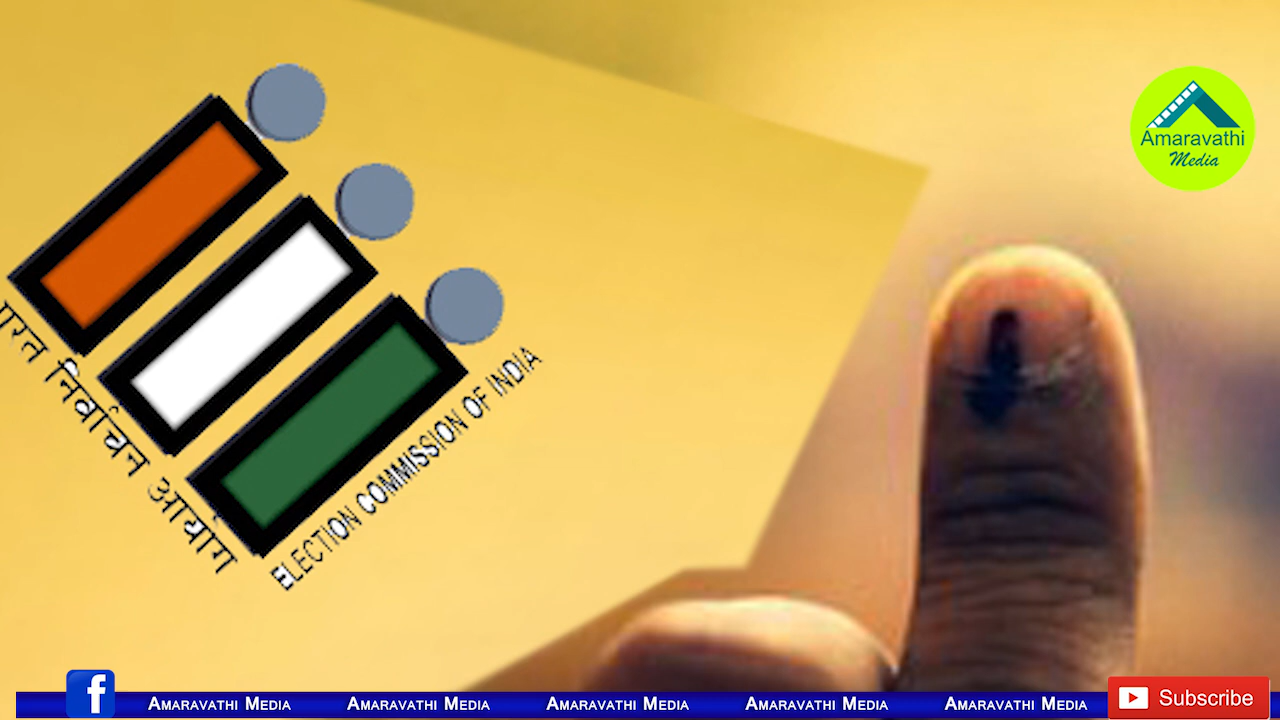 भारत निर्वाचन आयोग
ELECTION COMMISSION OF INDIA
Amaravathi
Media
f
Amaravathi Media
Amaravathi Media
Amaravathi Media
Amaravathi Media
Amaravathi Media
Subscribe